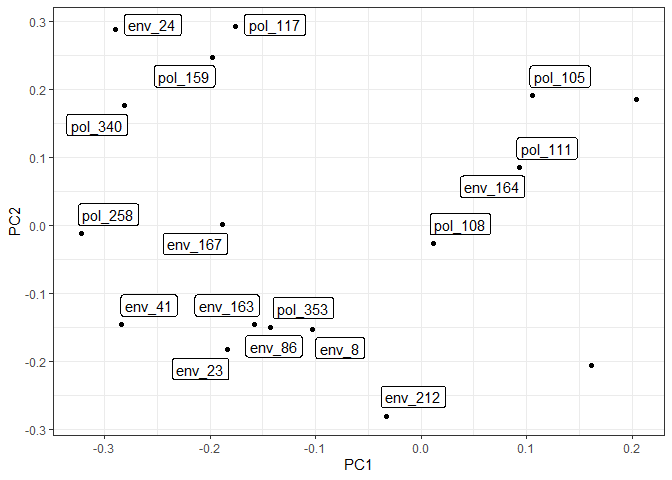 0.3
env_24
pol_117
pol_159
pol_105
0.2
pol_340
pol_111
0.1
env_164
pol_258
pol_108
0.0
env_167
PC2
env_41
env_163
pol_353
-0.1
env_86
env_8
env_23
-0.2
env_212
-0.3
-0.3
-0.2
-0.1
0.0
0.1
0.2
PC1